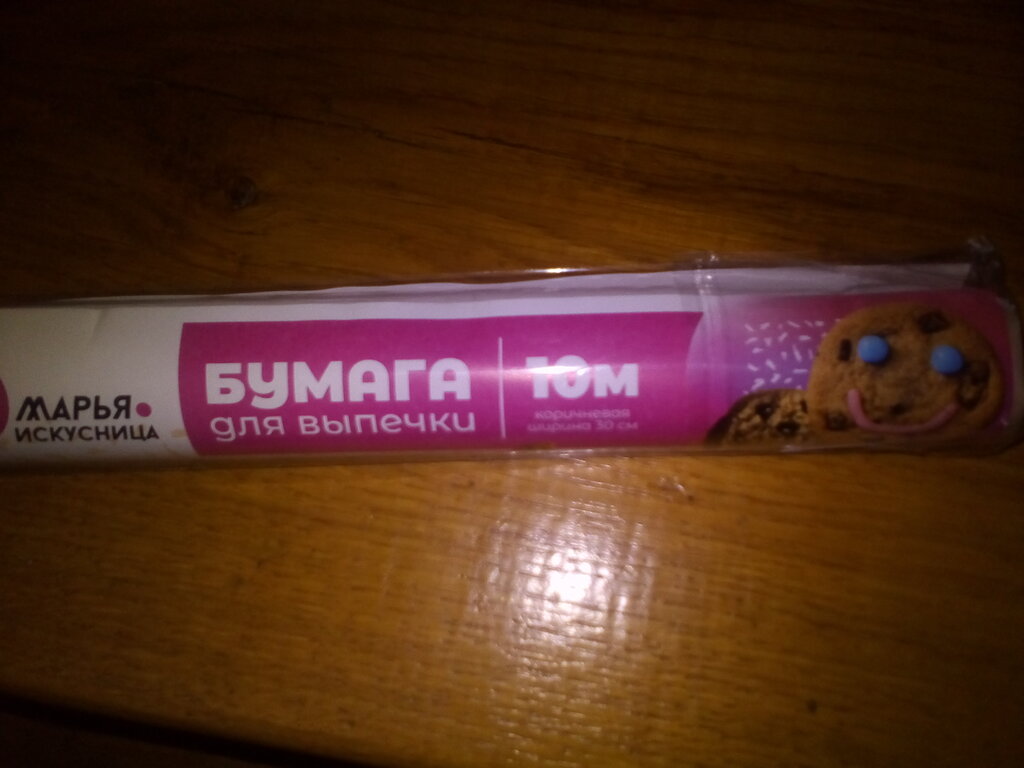 МАРЬЯ
ИСКУСНИЦА
БУМАГА
для выпечки
10м
коричневая
ширина 30 см